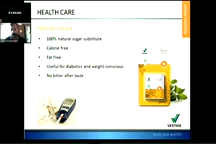 HEALTH CARE
100% natural sugar substitute
Calorie free
Fat free
Useful for diabetics and weight conscious
No bitter after taste
VESTIGE